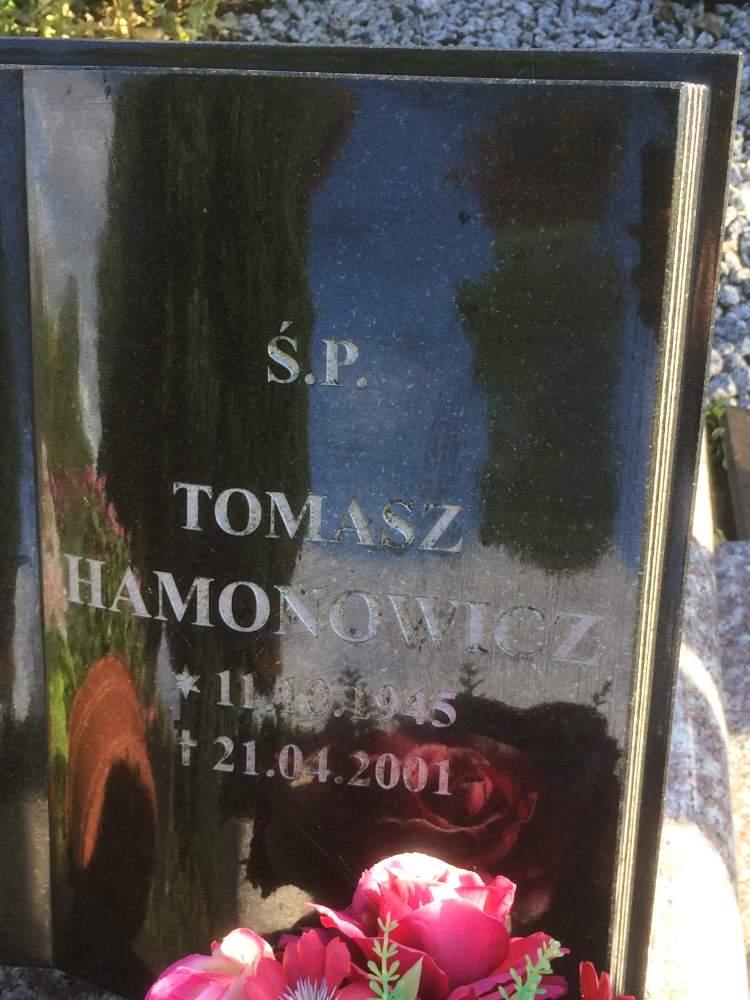 Ś.P.
TOMASZ
HAMONOWICZ
* 11.10.1945
† 21.04.2001